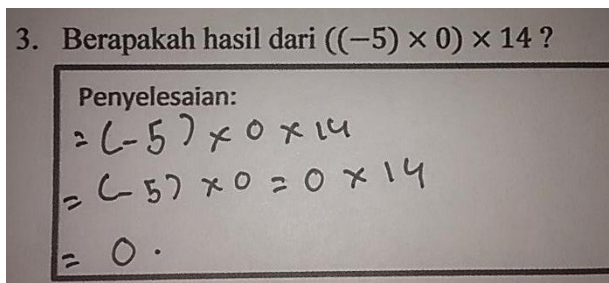 3. Berapakah hasil dari ((−5) × 0) × 14 ?
Penyelesaian:
= (-5) × 0 × 14
= (-5) × 0 = 0 × 14
= 0.